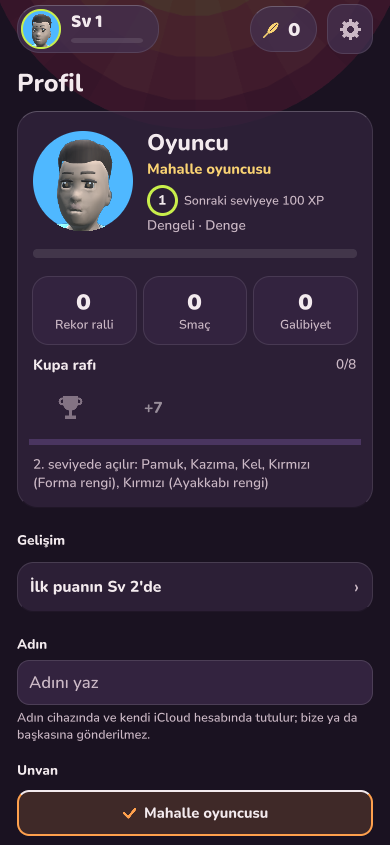 Sv 1
0
Profil
Oyuncu
Mahalle oyuncusu
1 Sonraki seviyeye 100 XP
Dengeli · Denge
0 0 0
Rekor ralli Smaç Galibiyet
Kupa rafı 0/8
+7
2. seviyede açılır: Pamuk, Kazıma, Kel, Kırmızı
(Forma rengi), Kırmızı (Ayakkabı rengi)
Gelişim
İlk puanın Sv 2'de ›
Adın
Adını yaz
Adın cihazında ve kendi iCloud hesabında tutulur; bize ya da
başkasına gönderilmez.
Unvan
Mahalle oyuncusu